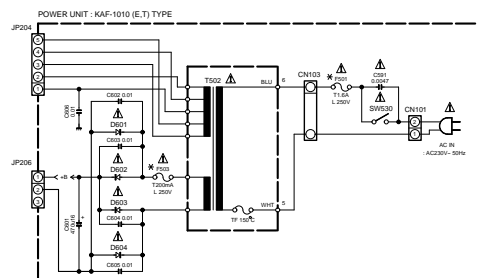 POWER UNIT : KAF-1010 (E,T) TYPE
JP204
5
4
3
2
1
C606
0.01
C602 0.01
D601
C603 0.01
D602
JP206
1
2
3
+B
C601
470u16
+
D603
C604 0.01
D604
C605 0.01
F503
T200mA
L 250V
T502
BLU
6
WHT
5
TF 150°C
CN103
F501
T1.6A
L 250V
C591
0.0047
SW530
CN101
2
1
AC IN
: AC230V~ 50Hz